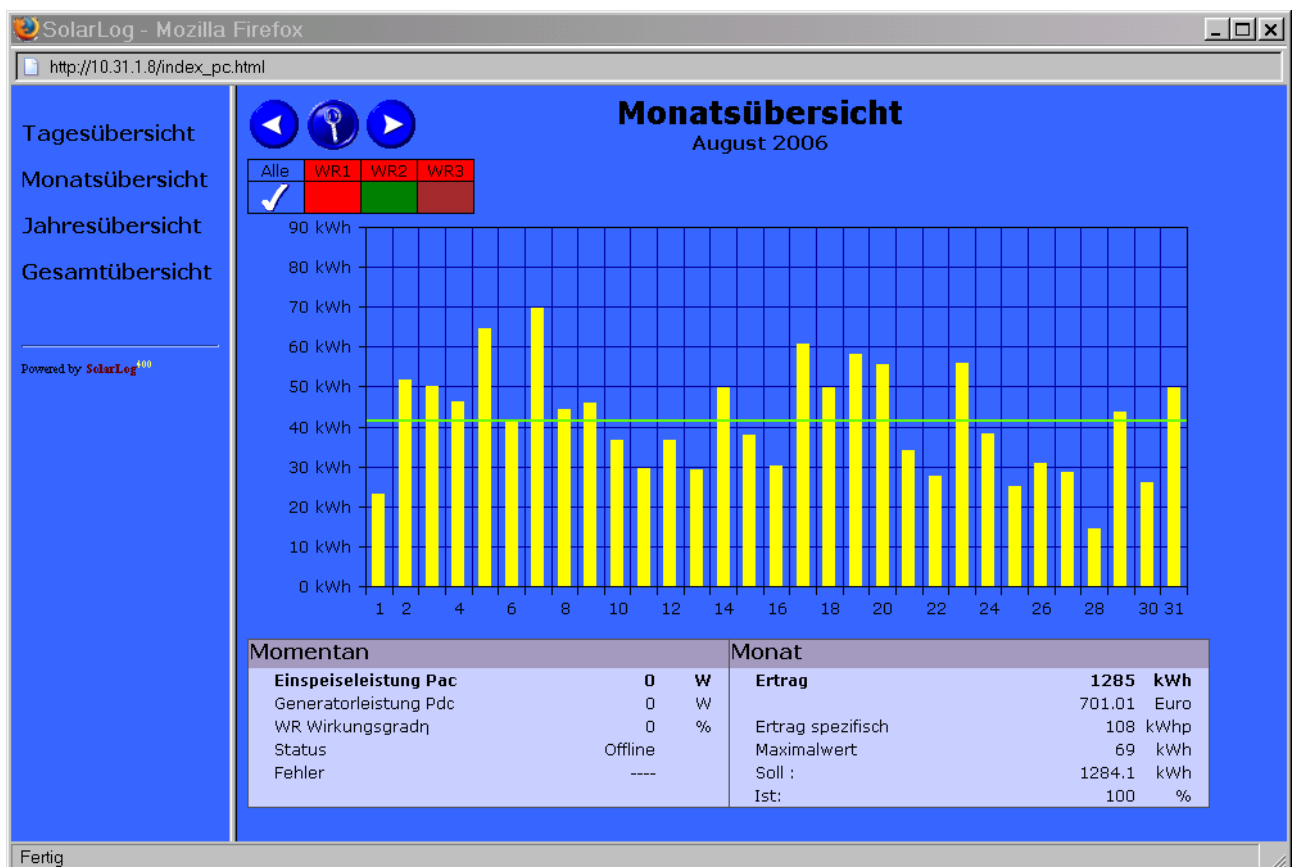 SolarLog - Mozilla Firefox
http://10.31.1.8/index_pc.html
Tagesübersicht
Monatsübersicht
Jahresübersicht
Gesamtübersicht
Powered by SolarLog400
Monatsübersicht
August 2006
Alle WR1 WR2 WR3
90 kWh
80 kWh
70 kWh
60 kWh
50 kWh
40 kWh
30 kWh
20 kWh
10 kWh
0 kWh
1 2 4 6 8 10 12 14 16 18 20 22 24 26 28 30 31
Momentan
Einspeiseleistung Pac 0 W
Generatorleistung Pdc 0 W
WR Wirkungsgradη 0 %
Status Offline
Fehler ----
Monat
Ertrag 1285 kWh
701.01 Euro
Ertrag spezifisch 108 kWhp
Maximalwert 69 kWh
Soll : 1284.1 kWh
Ist: 100 %
Fertig